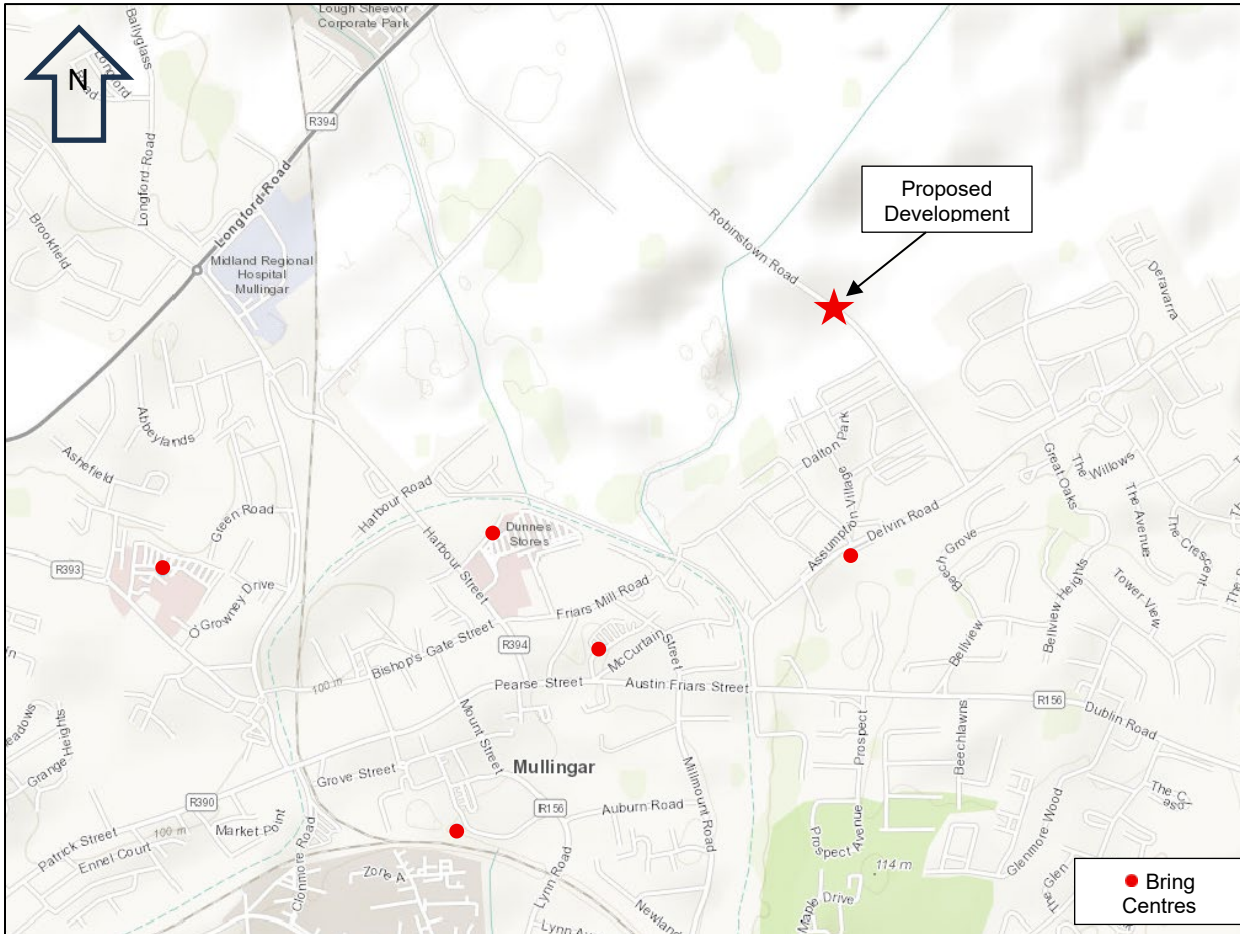 Lough Sheevor
Corporate Park
Ballyglass
Longford
N
R394
Longford Road
Longford-Road
Brookfield
Midland Regional
Hospital
Mullingar
Robinstown Road
Proposed
Development
Deravarra
Abbeylands
Ashefield
Green Road
Harbour Road
Harbour Street
Dunnes
Stores
Dalton Park
Assumption Village
Delvin Road
Great Oaks
The Willows
The Avenue
The Crescent
R393
O'Growney Drive
Friars Mill Road
Beech Grove
Bellview Heights
Tower View
Bishop's Gate Street
R394
McCurtain
Street
Bellview
100 m
Pearse Street
Austin Friars Street
R156
Dublin Road
Grange Heights
Mount Street
Prospect
Beechlawns
Grove Street
Mullingar
Millmount Road
R390
Market Point
R156
Auburn Road
Patrick Street
100 m
Ennel Court
Clonmore Road
Zone A
Lynn Road
Prospect Avenue
114 m
Glenmore Wood
The Glen
Maple Drive
Bring
Centres